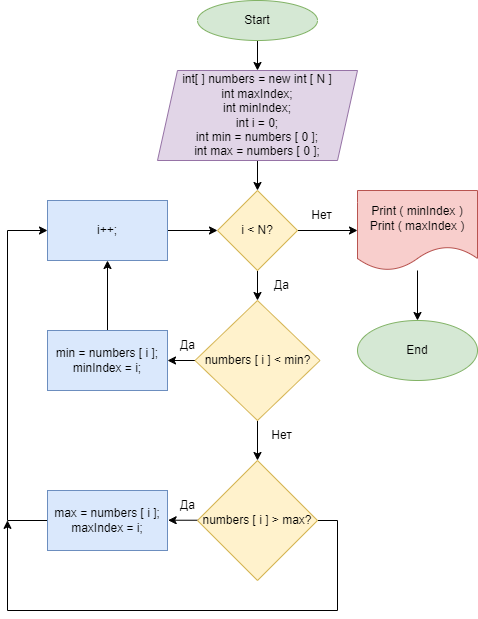 Start
int[ ] numbers = new int [ N ]
int maxIndex;
int minIndex;
int i = 0;
int min = numbers [ 0 ];
int max = numbers [ 0 ];
i++;
i < N?
Нет
Print ( minIndex )
Print ( maxIndex )
Да
min = numbers [ i ];
minIndex = i;
Да
numbers [ i ] < min?
End
Нет
max = numbers [ i ];
maxIndex = i;
Да
numbers [ i ] > max?